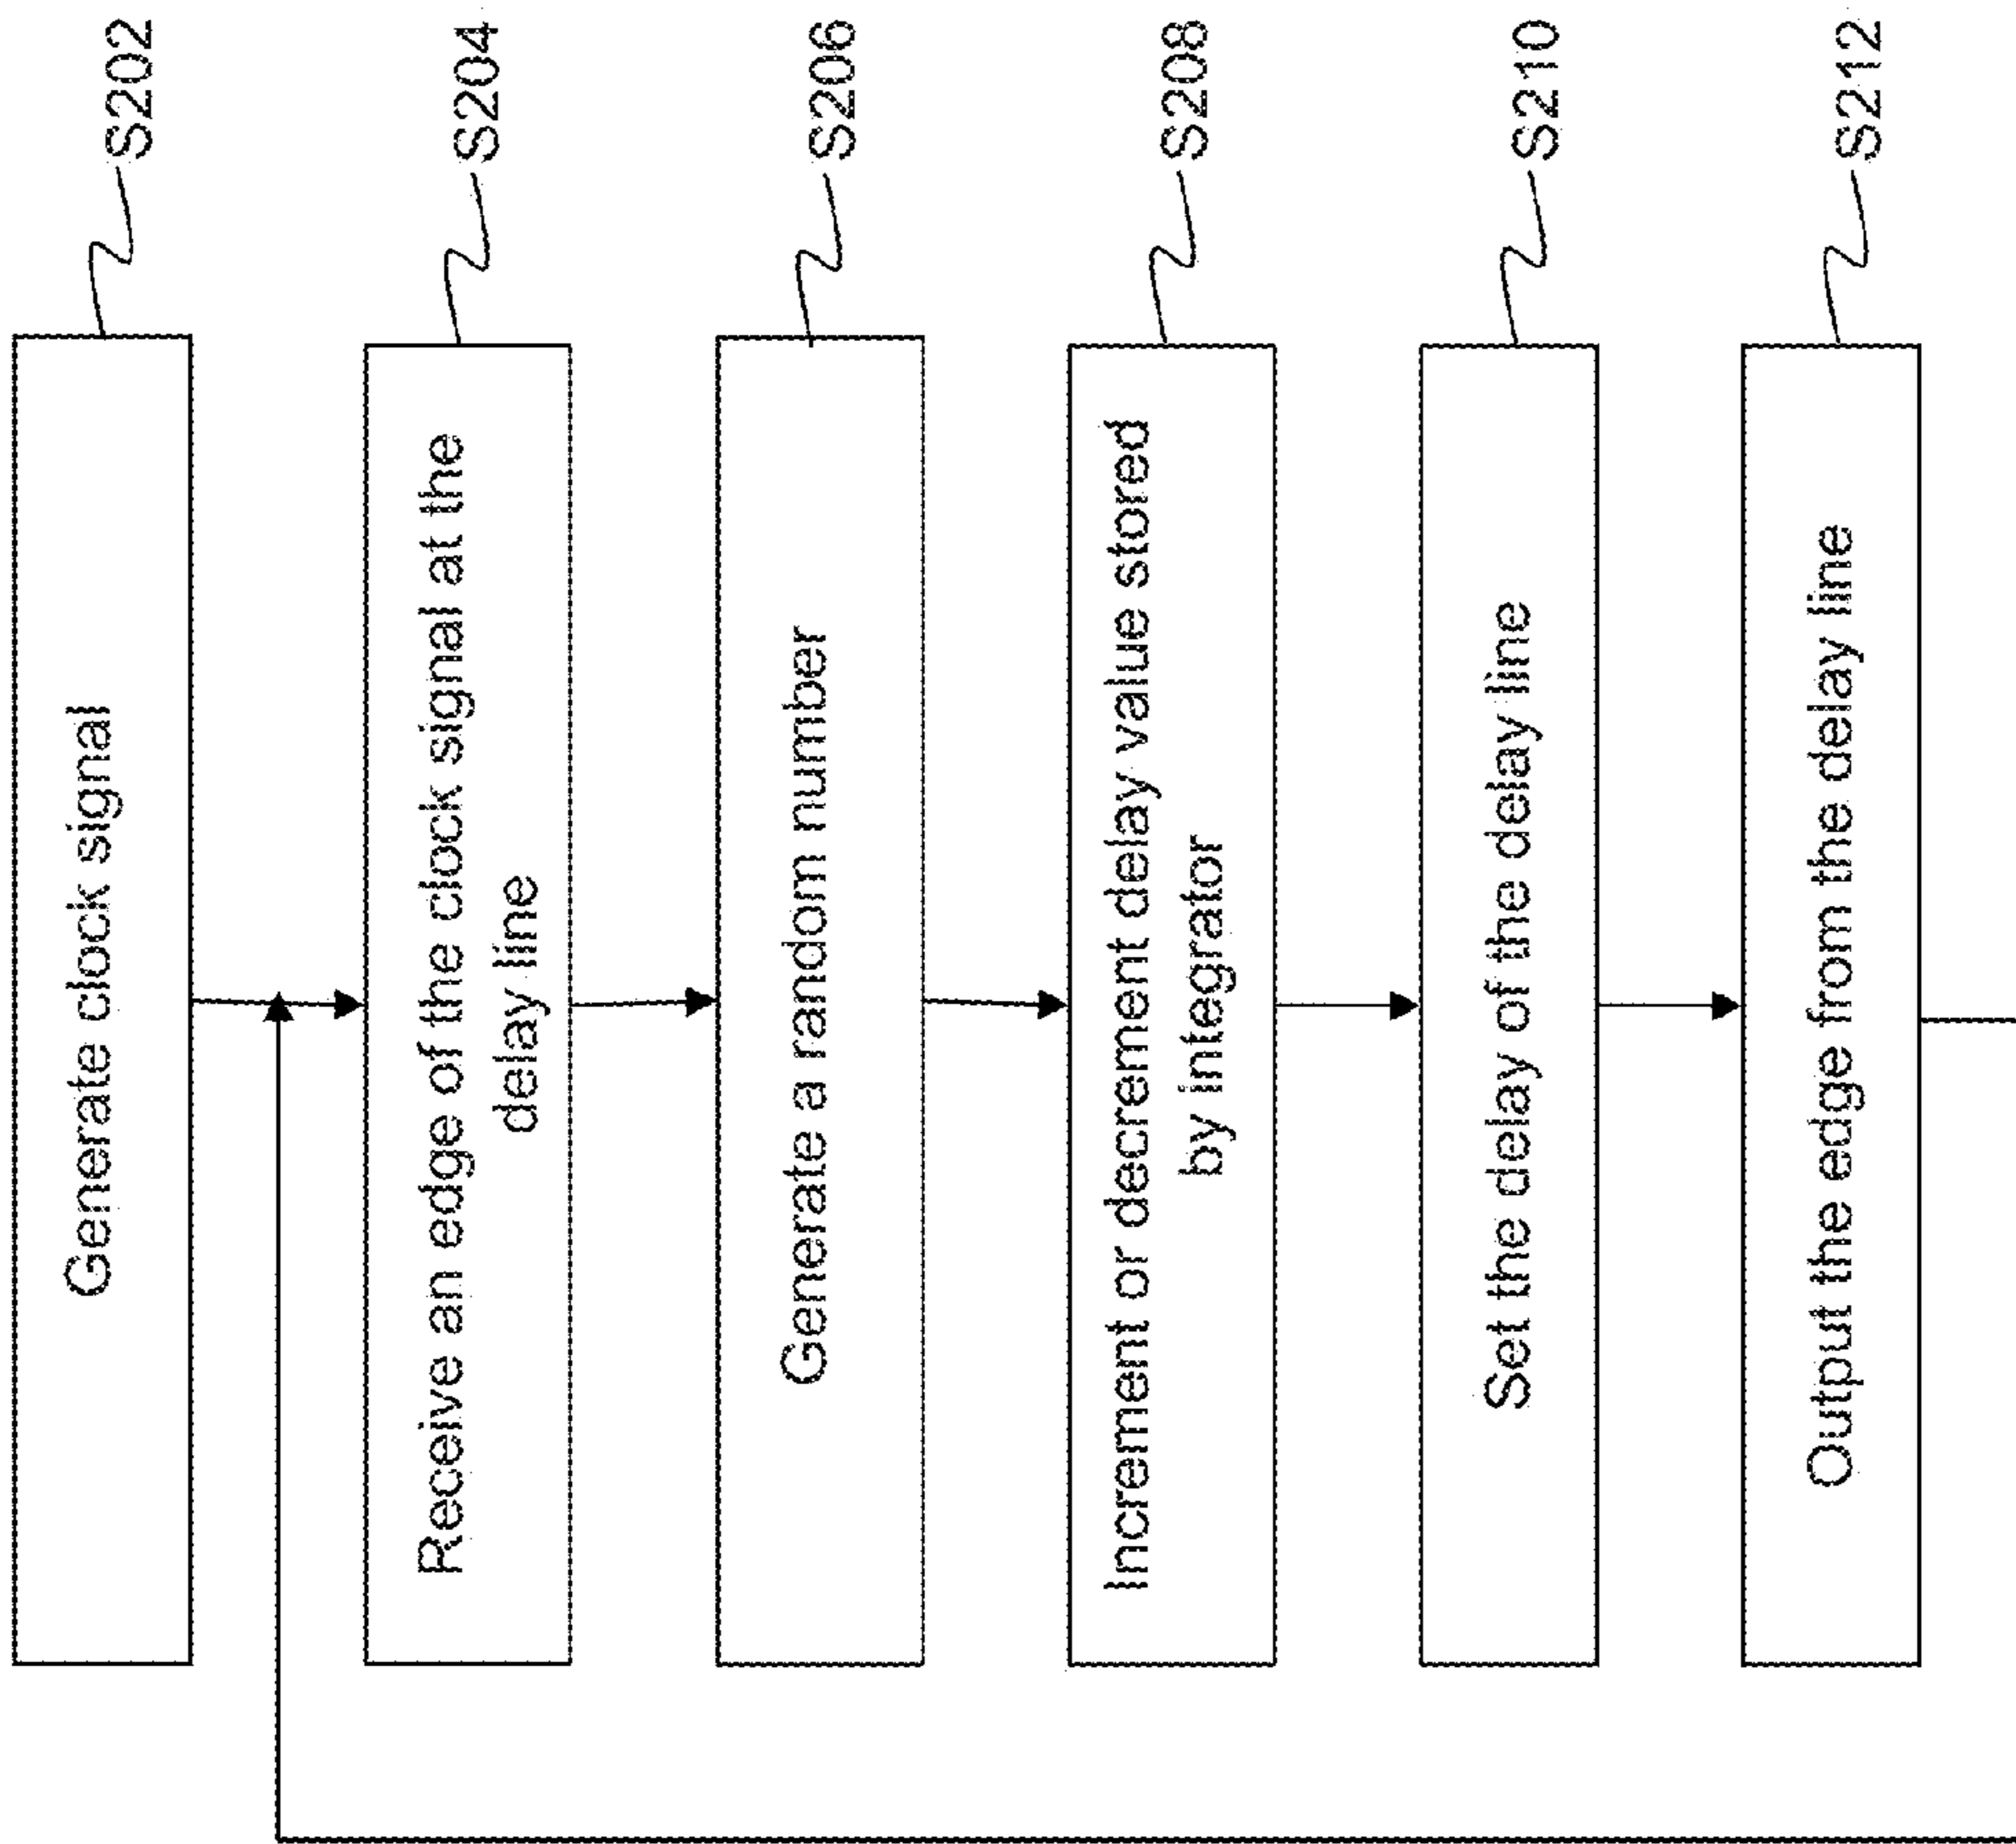 Generate clock signal
S202
Receive an edge of the clock signal at the
delay line
S204
Generate a random number
S206
Increment or decrement delay value stored
by integrator
S208
Set the delay of the delay line
S210
Output the edge from the delay line
S212